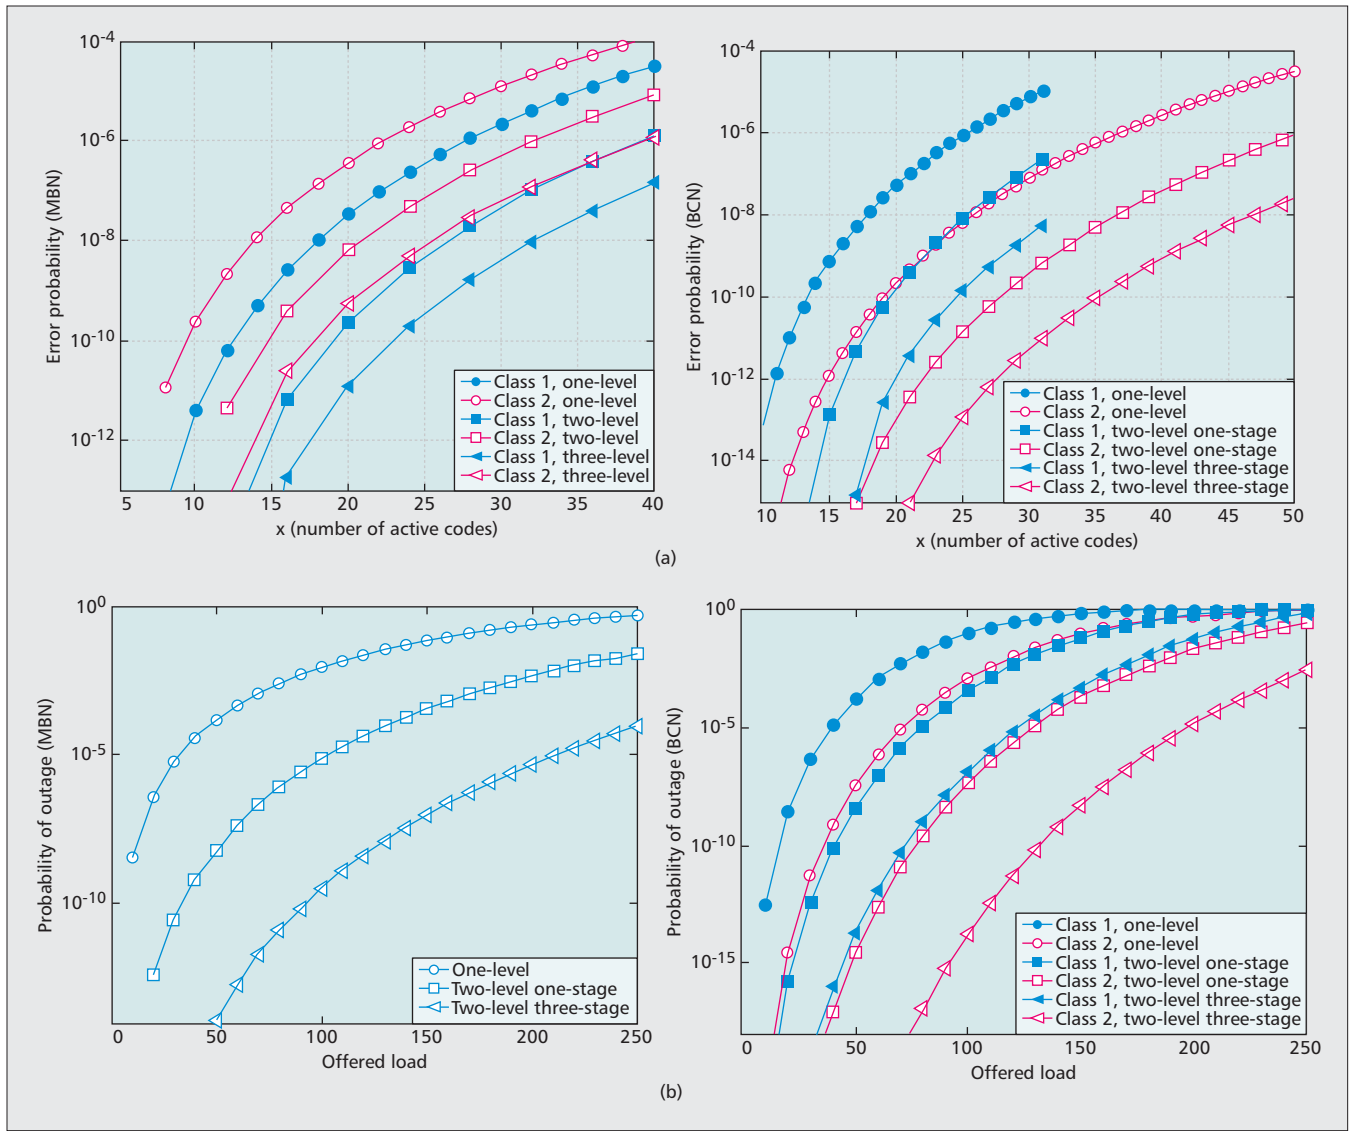 10-4
10-6
10-8
10-10
10-12
Error probability (MBN)
Class 1, one-level
Class 2, one-level
Class 1, two-level
Class 2, two-level
Class 1, three-level
Class 2, three-level
5 10 15 20 25 30 35 40
x (number of active codes)
10-4
10-6
10-8
10-10
10-12
10-14
Error probability (BCN)
Class 1, one-level
Class 2, one-level
Class 1, two-level one-stage
Class 2, two-level one-stage
Class 1, two-level three-stage
Class 2, two-level three-stage
10 15 20 25 30 35 40 45 50
x (number of active codes)
(a)
100
10-5
10-10
Probability of outage (MBN)
One-level
Two-level one-stage
Two-level three-stage
0 50 100 150 200 250
Offered load
100
10-5
10-10
10-15
Probability of outage (BCN)
Class 1, one-level
Class 2, one-level
Class 1, two-level one-stage
Class 2, two-level one-stage
Class 1, two-level three-stage
Class 2, two-level three-stage
0 50 100 150 200 250
Offered load
(b)